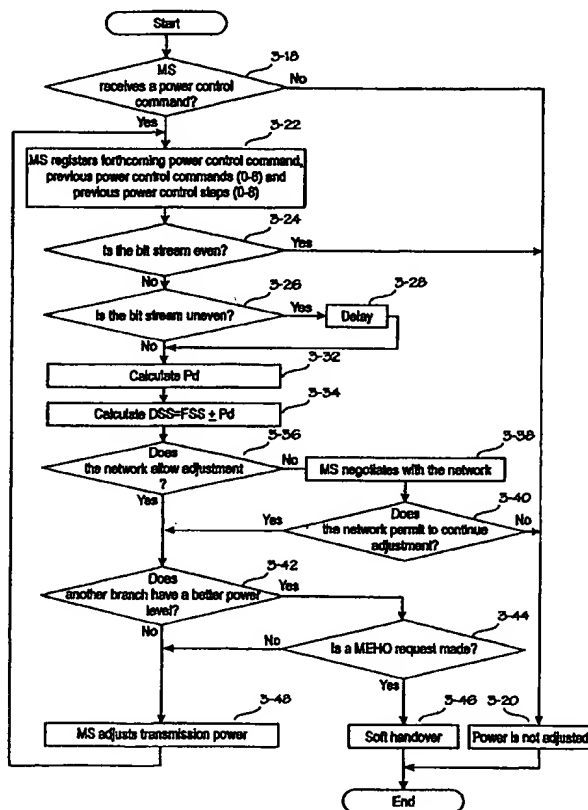 Start
3-18
MS
receives a power control
command?
No
Yes
3-22
MS registers forthcoming power control command,
previous power control commands (0-8) and
previous power control steps (0-8)
3-24
Is the bit stream even?
Yes
No
3-26
Is the bit stream uneven?
Yes
3-28
Delay
No
3-32
Calculate Pd
3-34
Calculate DSS=FSS ± Pd
3-36
Does
the network allow adjustment
?
No
3-38
MS negotiates with the network
Yes
3-40
Does
the network permit to continue
adjustment?
Yes
No
3-42
Does
another branch have a better power
level?
Yes
No
3-44
Is a MEHO request made?
No
Yes
3-48
MS adjusts transmission power
3-46
Soft handover
3-20
Power is not adjusted
End